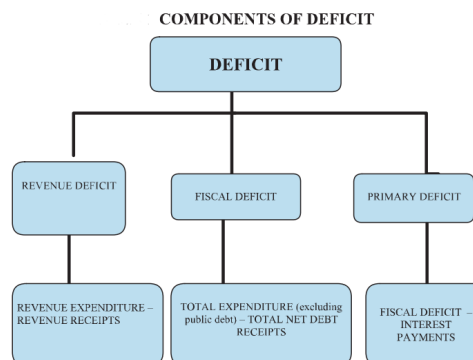 COMPONENTS OF DEFICIT
DEFICIT
REVENUE DEFICIT
FISCAL DEFICIT
PRIMARY DEFICIT
REVENUE EXPENDITURE –
REVENUE RECEIPTS
TOTAL EXPENDITURE (excluding
public debt) – TOTAL NET DEBT
RECEIPTS
FISCAL DEFICIT –
INTEREST
PAYMENTS